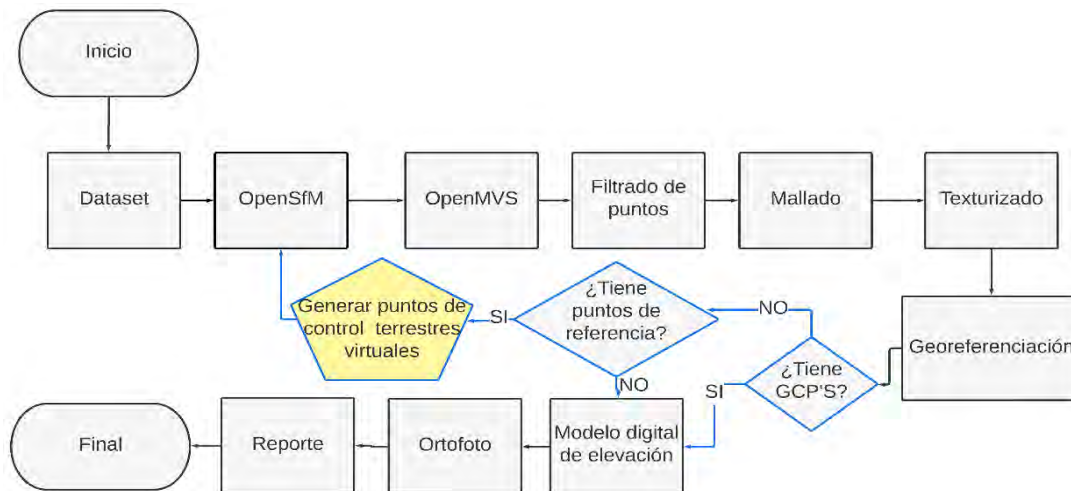 Inicio
Dataset
OpenSfM
OpenMVS
Filtrado de
puntos
Mallado
Texturizado
Generar puntos de
control terrestres
virtuales
SI
¿Tiene
puntos de
referencia?
NO
NO
¿Tiene
GCP'S?
SI
Georeferenciación
Final
Reporte
Ortofoto
Modelo digital
de elevación